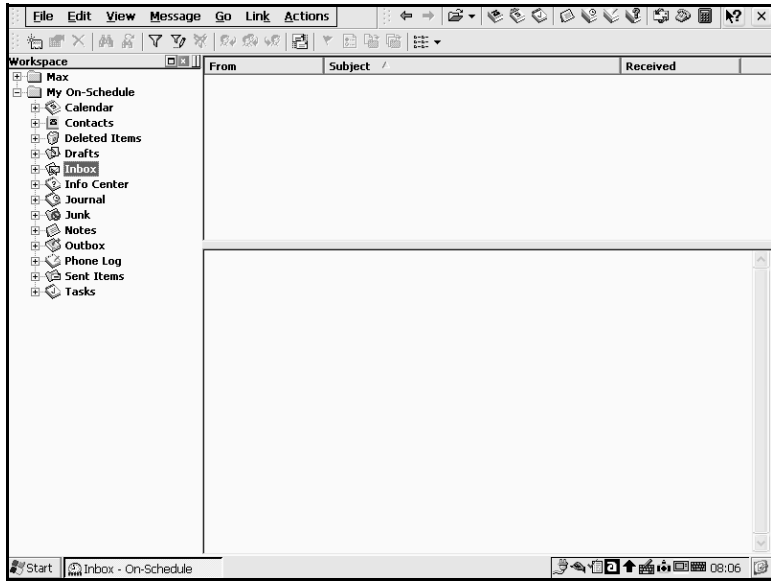 File Edit View Message Go Link Actions
Workspace
From Subject Received
Max
My On-Schedule
Calendar
Contacts
Deleted Items
Drafts
Inbox
Info Center
Journal
Junk
Notes
Outbox
Phone Log
Sent Items
Tasks
Start Inbox - On-Schedule 08:06